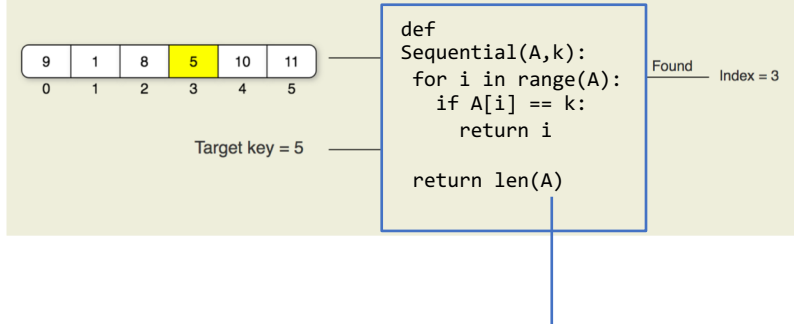 def
Sequential(A,k):
for i in range(A):
if A[i] == k:
return i
return len(A)
9 1 8 5 10 11
0 1 2 3 4 5
Target key = 5
Found
Index = 3